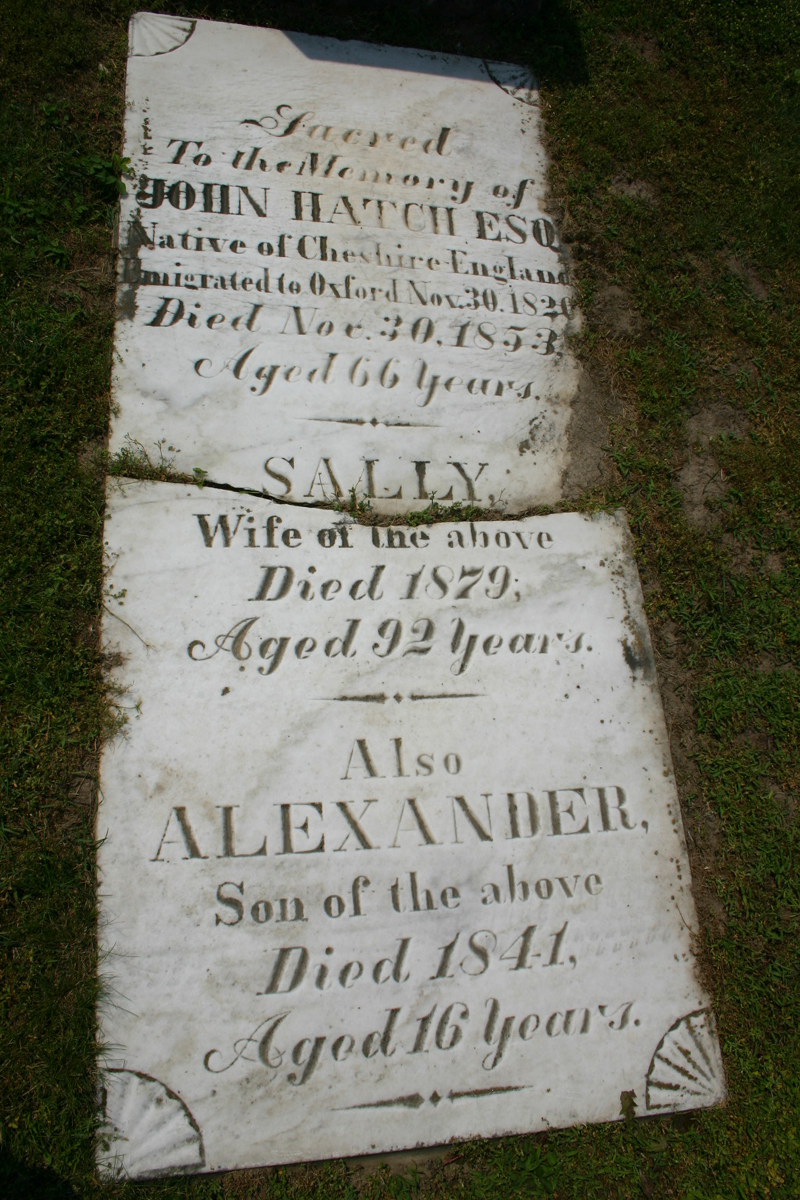 Sacred
To the Memory of
JOHN HATCH ESQ
Native of Cheshire England
Emigrated to Oxford Nov. 30. 1820
Died Nov. 30. 1853,
Aged 66 Years.
SALLY,
Wife of the above
Died 1879;
Aged 92 Years.
Also
ALEXANDER,
Son of the above
Died 1841,
Aged 16 Years.